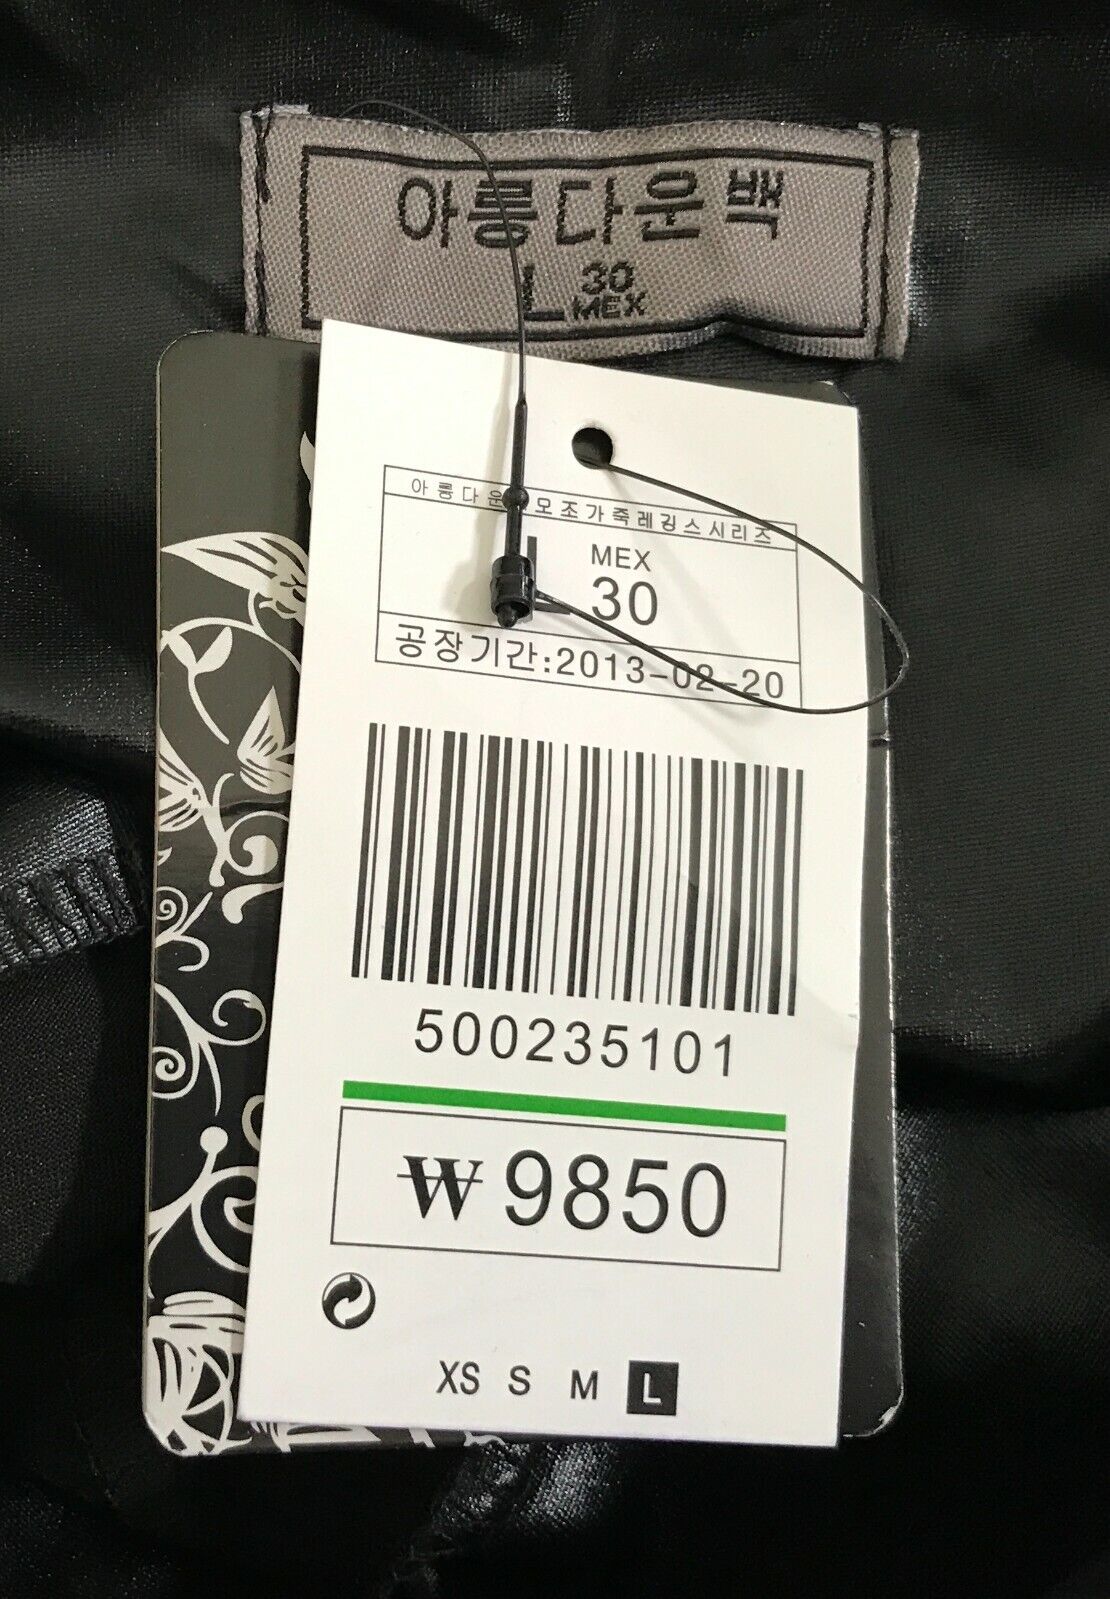 아룽다운백
L 30
MEX
아룽다운 모조가죽레깅스시리즈
L MEX
30
공장기간:2013-02-20
500235101
₩9850
XS S M L